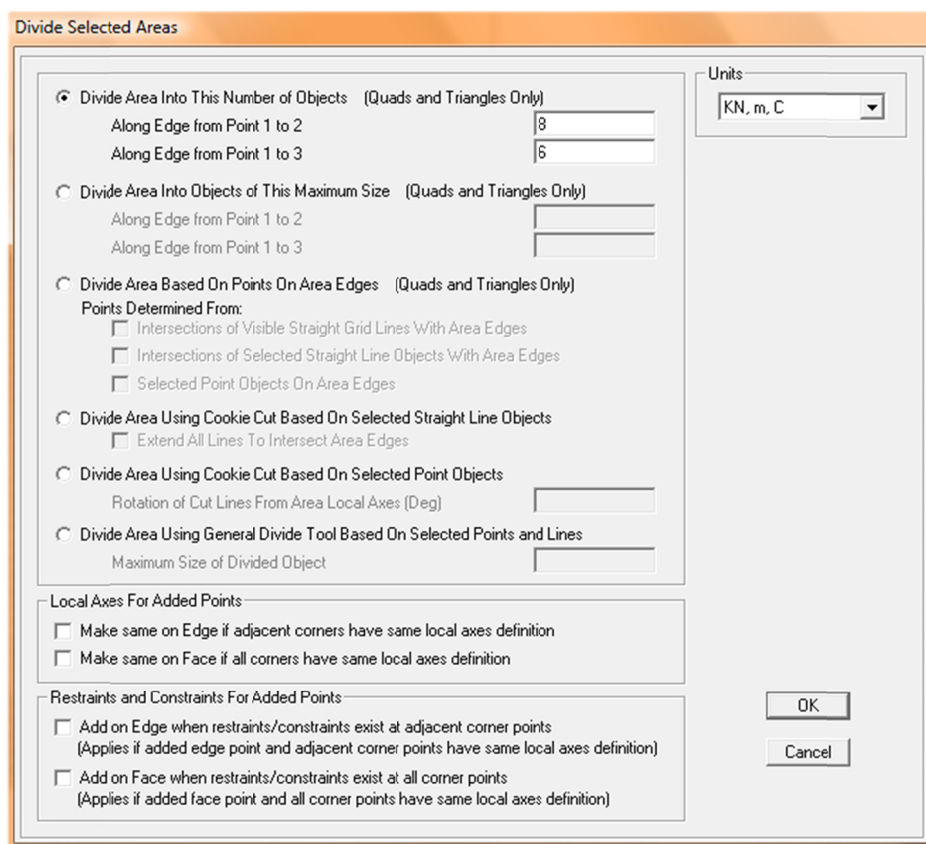 Divide Selected Areas
Divide Area Into This Number of Objects (Quads and Triangles Only)
Along Edge from Point 1 to 2 8
Along Edge from Point 1 to 3 6
Divide Area Into Objects of This Maximum Size (Quads and Triangles Only)
Along Edge from Point 1 to 2
Along Edge from Point 1 to 3
Divide Area Based On Points On Area Edges (Quads and Triangles Only)
Points Determined From:
Intersections of Visible Straight Grid Lines With Area Edges
Intersections of Selected Straight Line Objects With Area Edges
Selected Point Objects On Area Edges
Divide Area Using Cookie Cut Based On Selected Straight Line Objects
Extend All Lines To Intersect Area Edges
Divide Area Using Cookie Cut Based On Selected Point Objects
Rotation of Cut Lines From Area Local Axes (Deg)
Divide Area Using General Divide Tool Based On Selected Points and Lines
Maximum Size of Divided Object
Units
KN, m, C
Local Axes For Added Points
Make same on Edge if adjacent corners have same local axes definition
Make same on Face if all corners have same local axes definition
Restraints and Constraints For Added Points
Add on Edge when restraints/constraints exist at adjacent corner points
(Applies if added edge point and adjacent corner points have same local axes definition)
Add on Face when restraints/constraints exist at all corner points
(Applies if added face point and all corner points have same local axes definition)
OK
Cancel